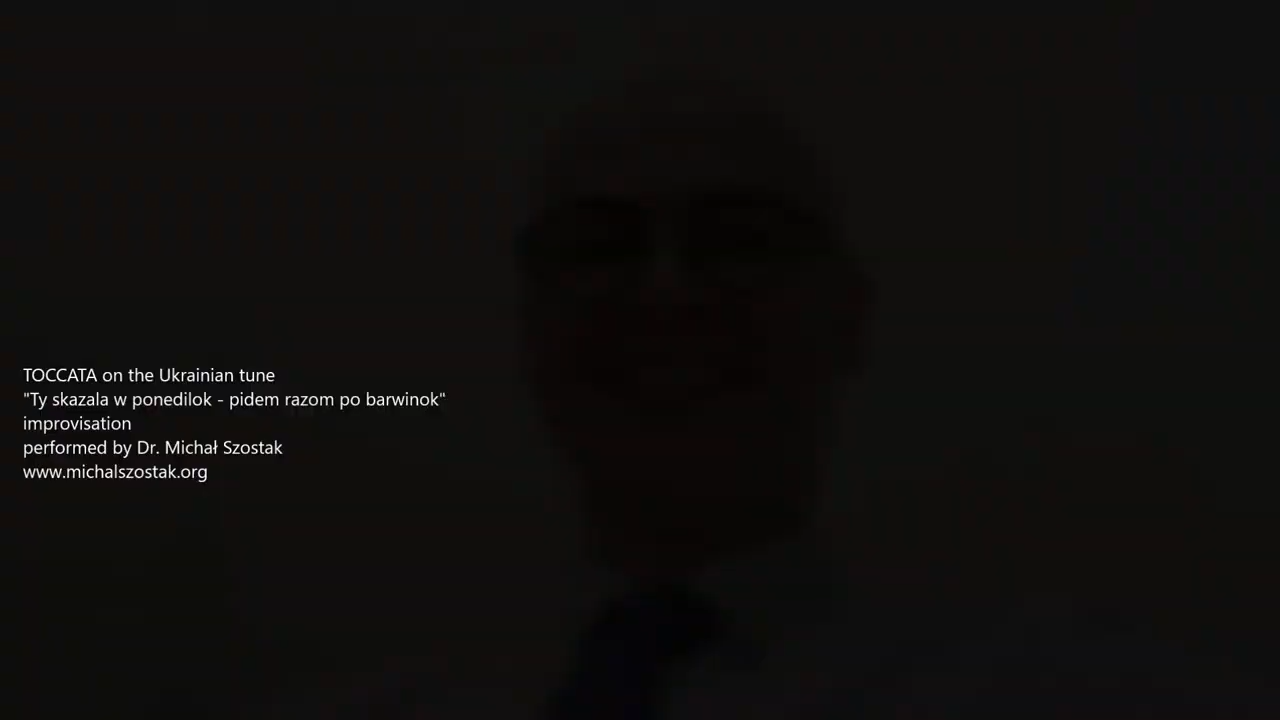 TOCCATA on the Ukrainian tune
"Ty skazala w ponedilok - pidem razom po barwinok"
improvisation
performed by Dr. Michał Szostak
www.michalszostak.org